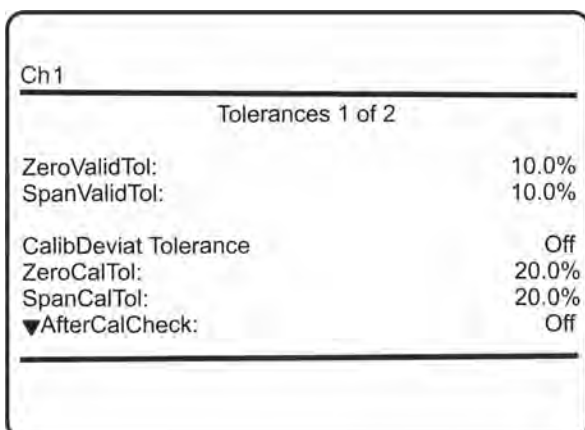 Ch1
Tolerances 1 of 2
ZeroValidTol: 10.0%
SpanValidTol: 10.0%
CalibDeviat Tolerance Off
ZeroCalTol: 20.0%
SpanCalTol: 20.0%
▼AfterCalCheck: Off